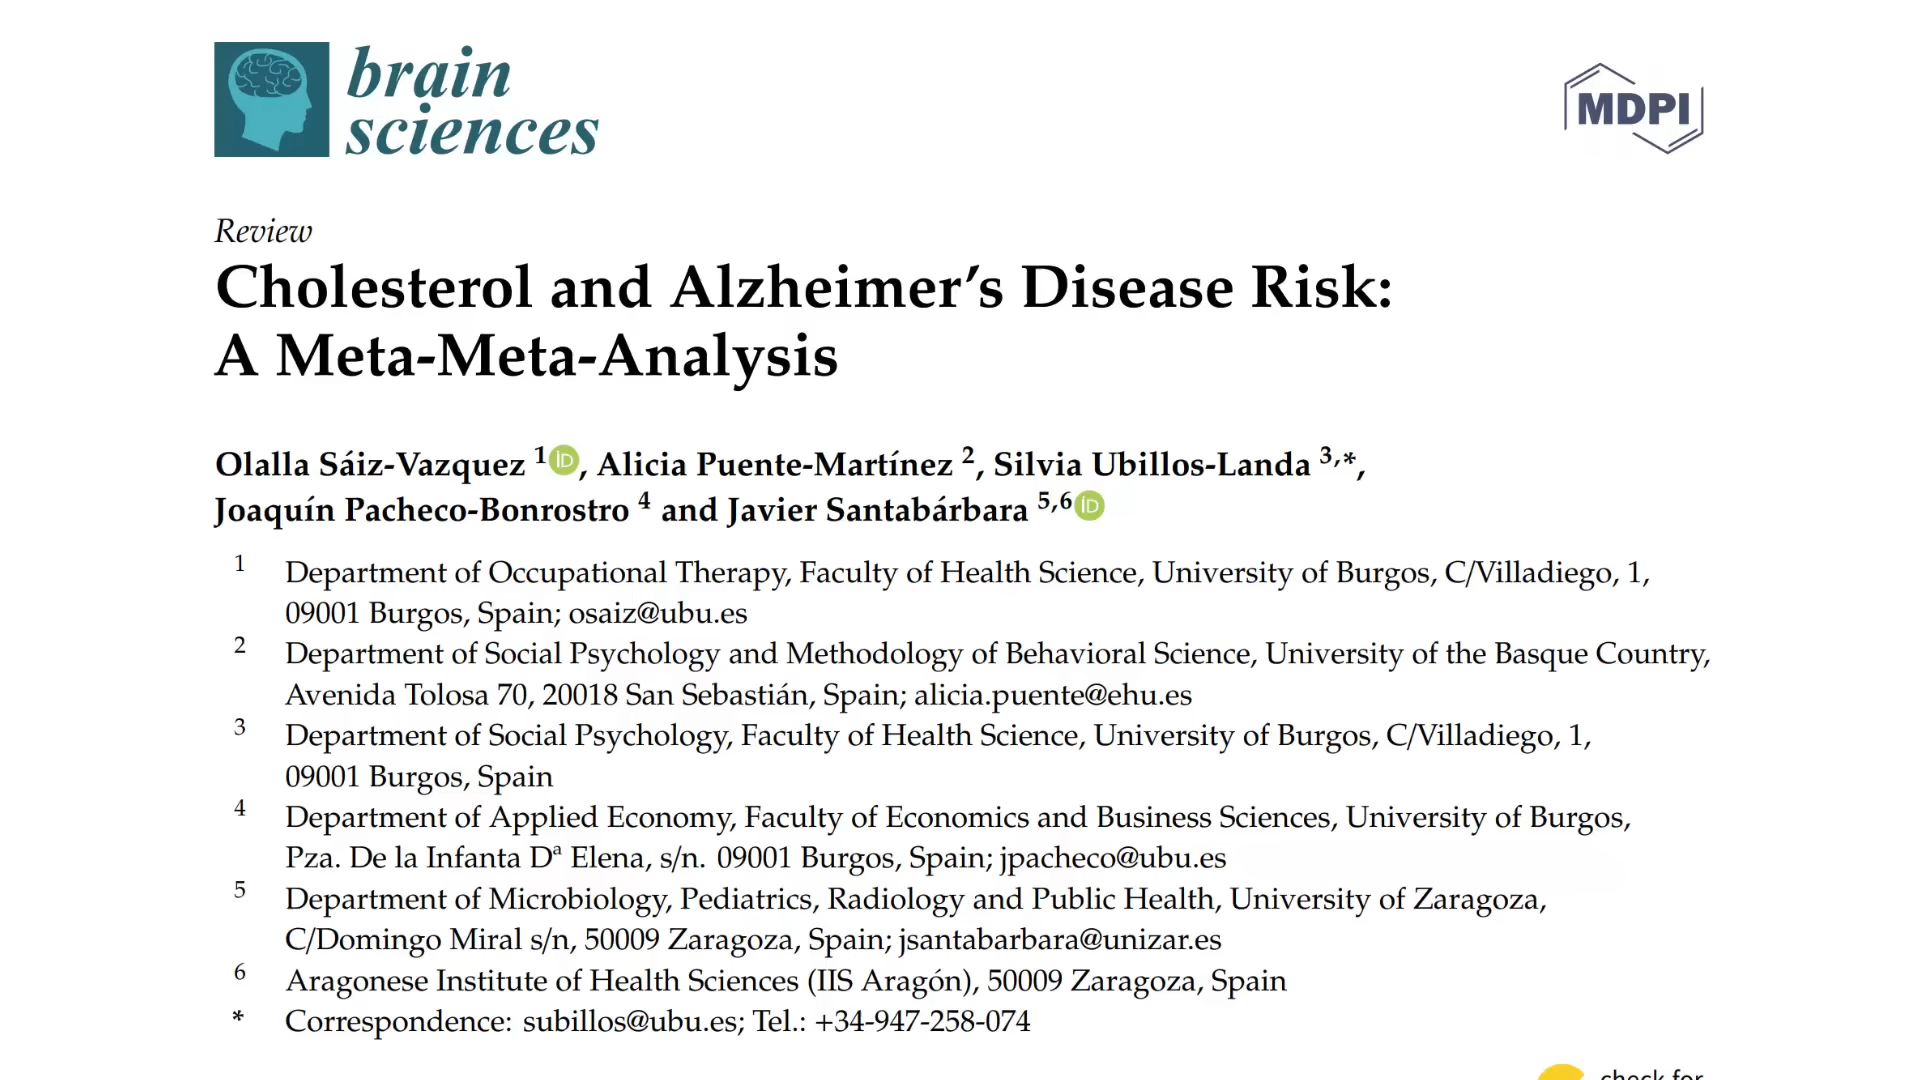 brain
sciences
MDPI
Review
Cholesterol and Alzheimer’s Disease Risk:
A Meta-Meta-Analysis
Olalla Sáiz-Vazquez 1 iD, Alicia Puente-Martínez 2, Silvia Ubillos-Landa 3,*,
Joaquín Pacheco-Bonrostro 4 and Javier Santabárbara 5,6 iD
1 Department of Occupational Therapy, Faculty of Health Science, University of Burgos, C/Villadiego, 1,
09001 Burgos, Spain; osaiz@ubu.es
2 Department of Social Psychology and Methodology of Behavioral Science, University of the Basque Country,
Avenida Tolosa 70, 20018 San Sebastián, Spain; alicia.puente@ehu.es
3 Department of Social Psychology, Faculty of Health Science, University of Burgos, C/Villadiego, 1,
09001 Burgos, Spain
4 Department of Applied Economy, Faculty of Economics and Business Sciences, University of Burgos,
Pza. De la Infanta Dª Elena, s/n. 09001 Burgos, Spain; jpacheco@ubu.es
5 Department of Microbiology, Pediatrics, Radiology and Public Health, University of Zaragoza,
C/Domingo Miral s/n, 50009 Zaragoza, Spain; jsantabarbara@unizar.es
6 Aragonese Institute of Health Sciences (IIS Aragón), 50009 Zaragoza, Spain
* Correspondence: subillos@ubu.es; Tel.: +34-947-258-074
check for